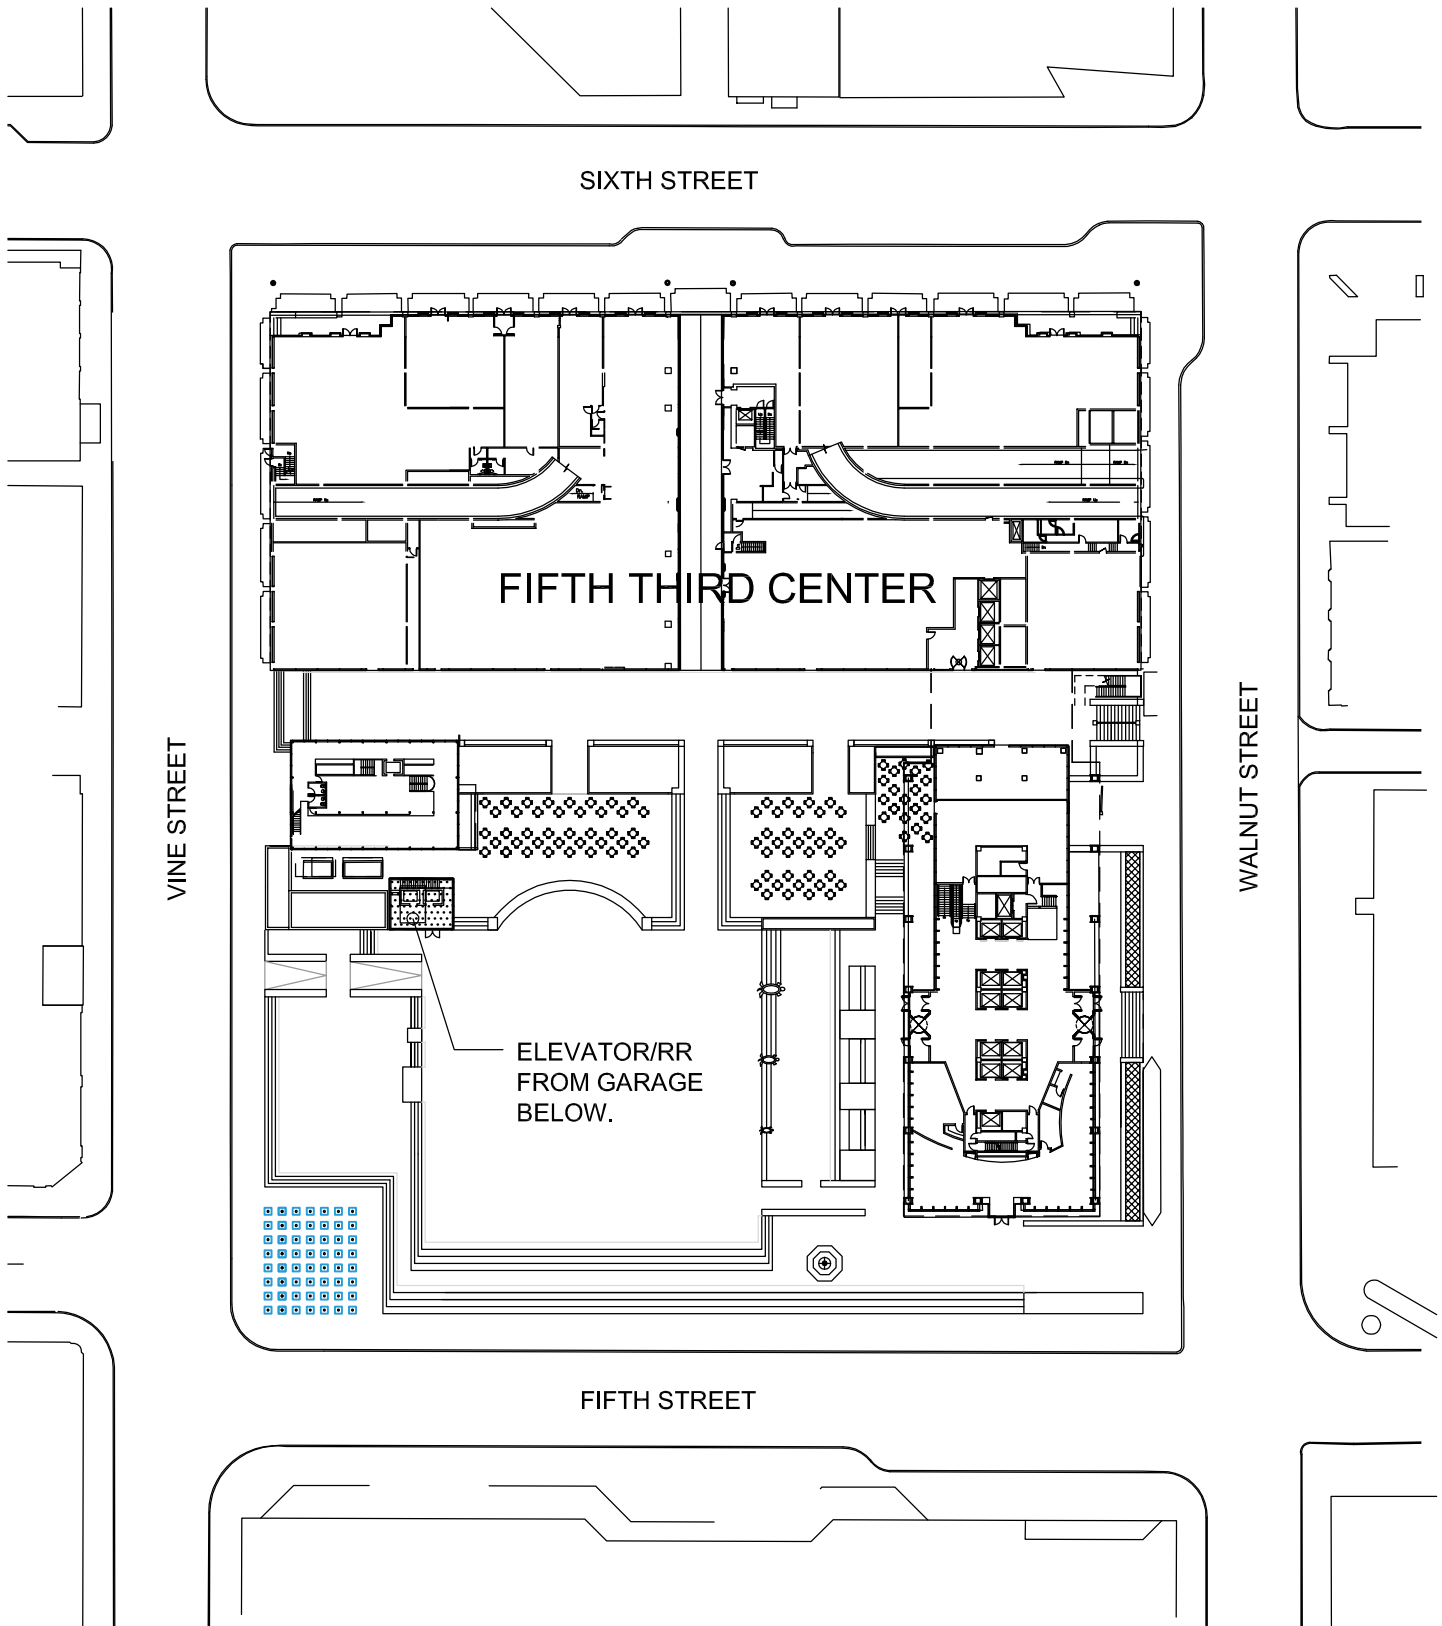 SIXTH STREET
FIFTH THIRD CENTER
VINE STREET
WALNUT STREET
ELEVATOR/RR
FROM GARAGE
BELOW.
FIFTH STREET